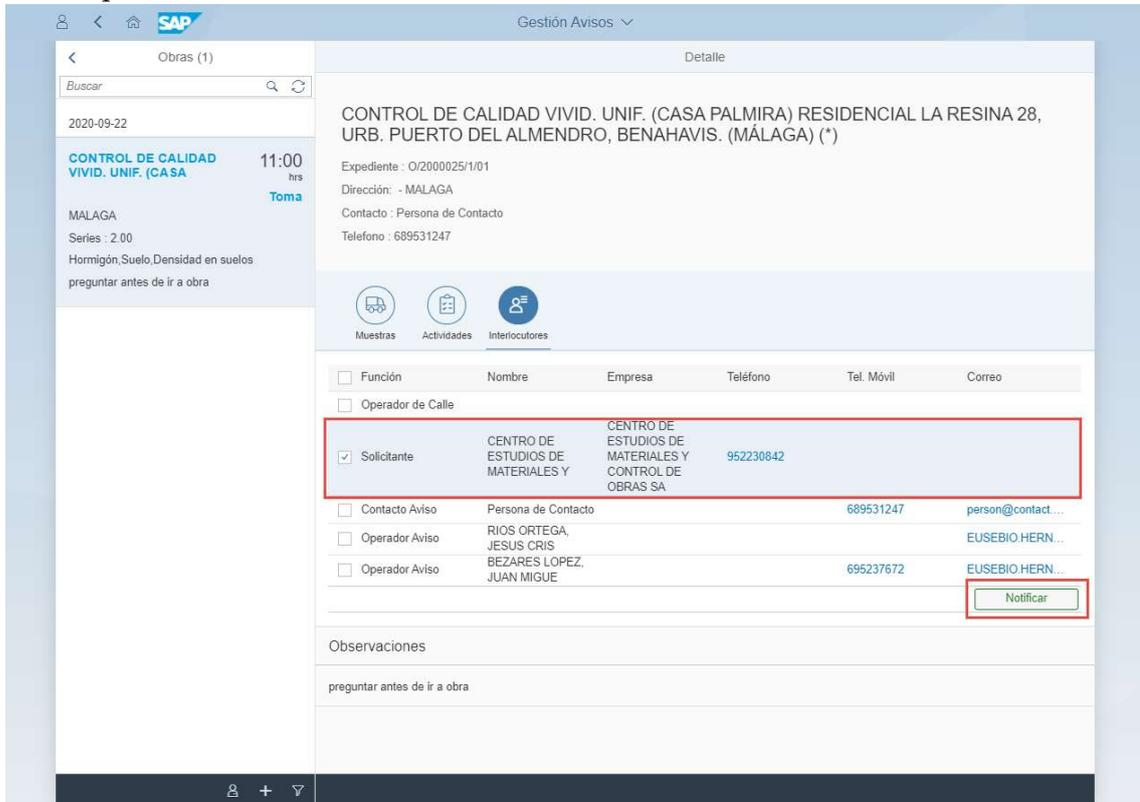 SAP
Gestión Avisos
Obras (1)
Detalle
Buscar
2020-09-22
CONTROL DE CALIDAD
VIVID. UNIF. (CASA
11:00
hrs
Toma
MALAGA
Series : 2.00
Hormigón,Suelo,Densidad en suelos
preguntar antes de ir a obra
CONTROL DE CALIDAD VIVID. UNIF. (CASA PALMIRA) RESIDENCIAL LA RESINA 28,
URB. PUERTO DEL ALMENDRO, BENAHAVIS. (MÁLAGA) (*)
Expediente : O/2000025/1/01
Dirección: - MALAGA
Contacto : Persona de Contacto
Telefono : 689531247
Muestras Actividades Interlocutores
Función Nombre Empresa Teléfono Tel. Móvil Correo
Operador de Calle
Solicitante
CENTRO DE
ESTUDIOS DE
MATERIALES Y
CENTRO DE
ESTUDIOS DE
MATERIALES Y
CONTROL DE
OBRAS SA
952230842
Contacto Aviso Persona de Contacto 689531247 person@contact....
Operador Aviso
RIOS ORTEGA,
JESUS CRIS
EUSEBIO.HERN...
Operador Aviso
BEZARES LOPEZ,
JUAN MIGUE
695237672 EUSEBIO.HERN...
Notificar
Observaciones
preguntar antes de ir a obra